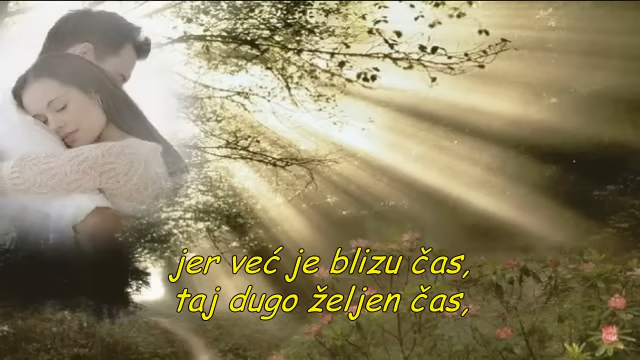 jer već je blizu čas,
taj dugo željen čas,